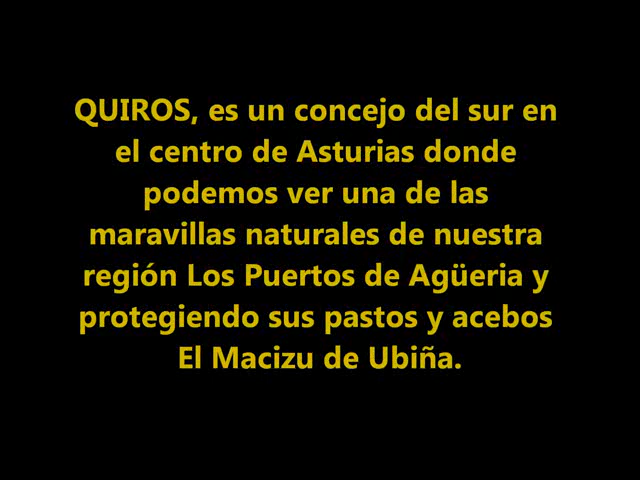 QUIROS, es un concejo del sur en
el centro de Asturias donde
podemos ver una de las
maravillas naturales de nuestra
región Los Puertos de Agüeria y
protegiendo sus pastos y acebos
El Macizu de Ubiña.